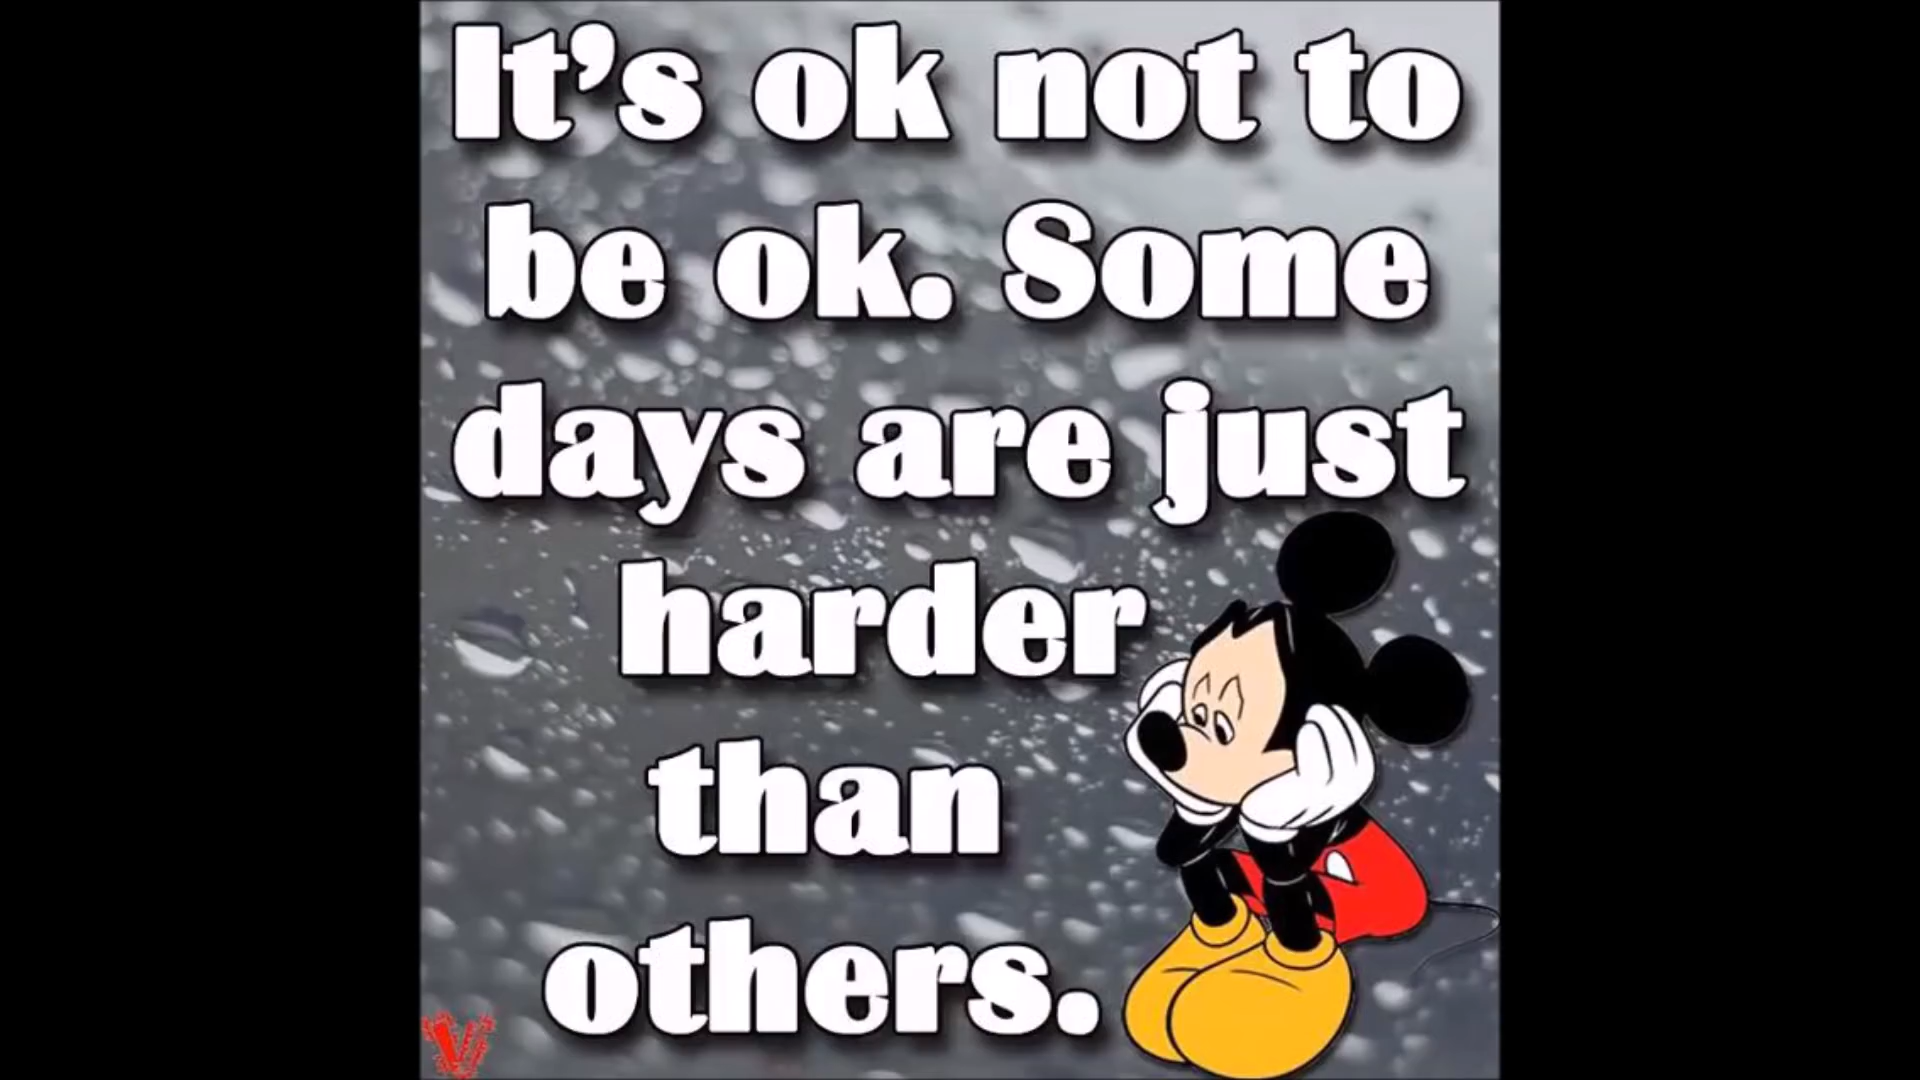 It's ok not to
be ok. Some
days are just
harder
than
others.
V